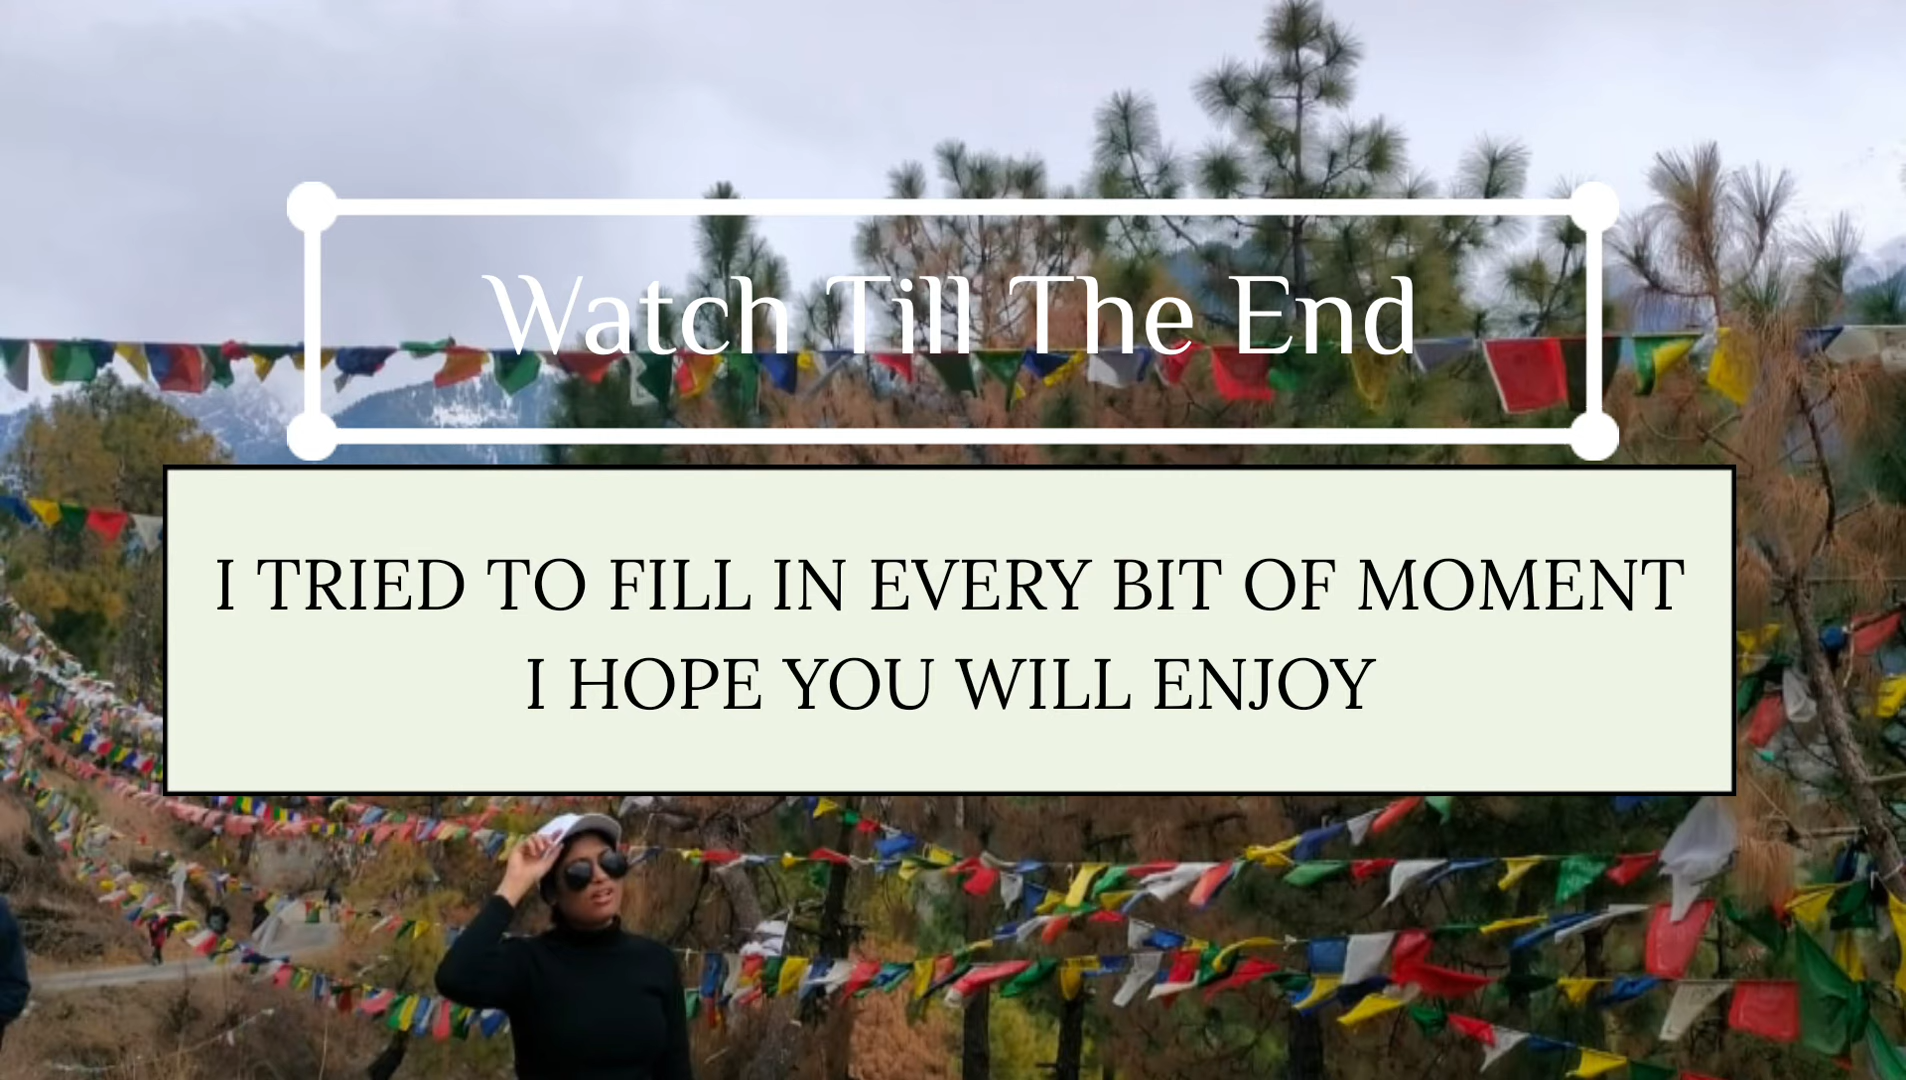 Watch Till The End
I TRIED TO FILL IN EVERY BIT OF MOMENT
I HOPE YOU WILL ENJOY